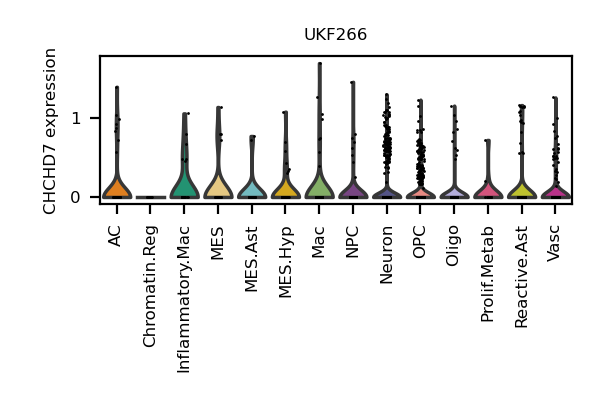 UKF266
CHCHD7 expression
1
0
AC
Chromatin.Reg
Inflammatory.Mac
MES
MES.Ast
MES.Hyp
Mac
NPC
Neuron
OPC
Oligo
Prolif.Metab
Reactive.Ast
Vasc